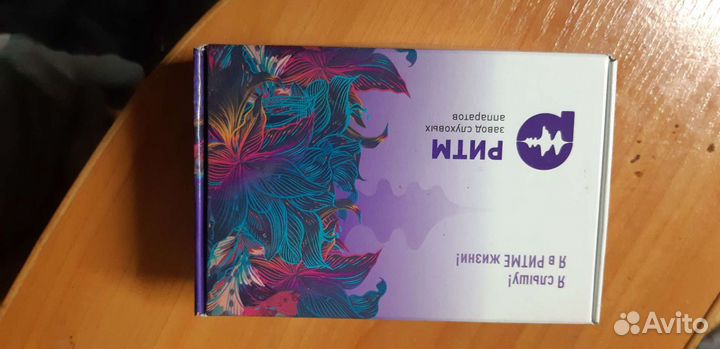 РИТМ
завод слуховых
аппаратов
Я слышу!
Я в РИТМЕ жизни!
Avito